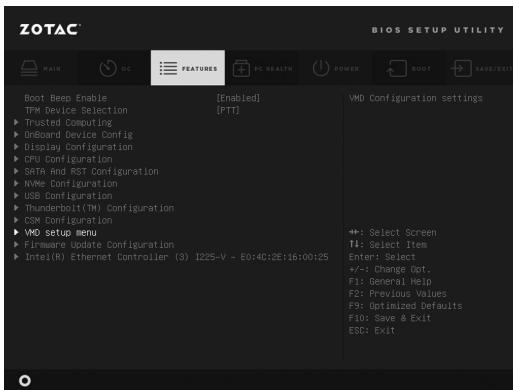 ZOTAC
BIOS SETUP UTILITY
MAIN
OC
FEATURES
PC HEALTH
POWER
BOOT
SAVE/EXIT
Boot Beep Enable [Enabled]
TPM Device Selection [PTT]
▶ Trusted Computing
▶ OnBoard Device Config
▶ Display Configuration
▶ CPU Configuration
▶ SATA And RST Configuration
▶ NVMe Configuration
▶ USB Configuration
▶ Thunderbolt(TM) Configuration
▶ CSM Configuration
▶ VMD setup menu
▶ Firmware Update Configuration
▶ Intel(R) Ethernet Controller (3) I225-V - E0:4C:2E:16:00:25
VMD Configuration settings
→←: Select Screen
↑↓: Select Item
Enter: Select
+/-: Change Opt.
F1: General Help
F2: Previous Values
F9: Optimized Defaults
F10: Save & Exit
ESC: Exit